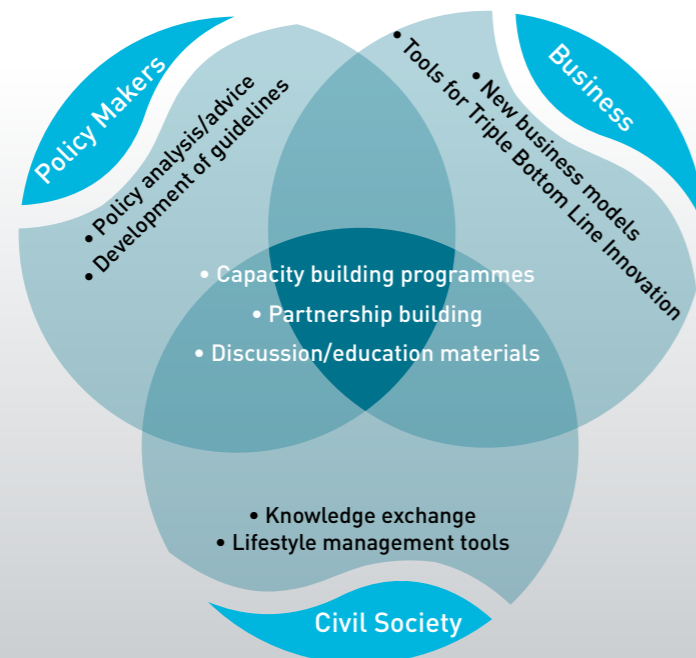 Policy Makers
• Policy analysis/advice
• Development of guidelines
Business
• New business models
• Tools for Triple Bottom Line Innovation
• Capacity building programmes
• Partnership building
• Discussion/education materials
• Knowledge exchange
• Lifestyle management tools
Civil Society